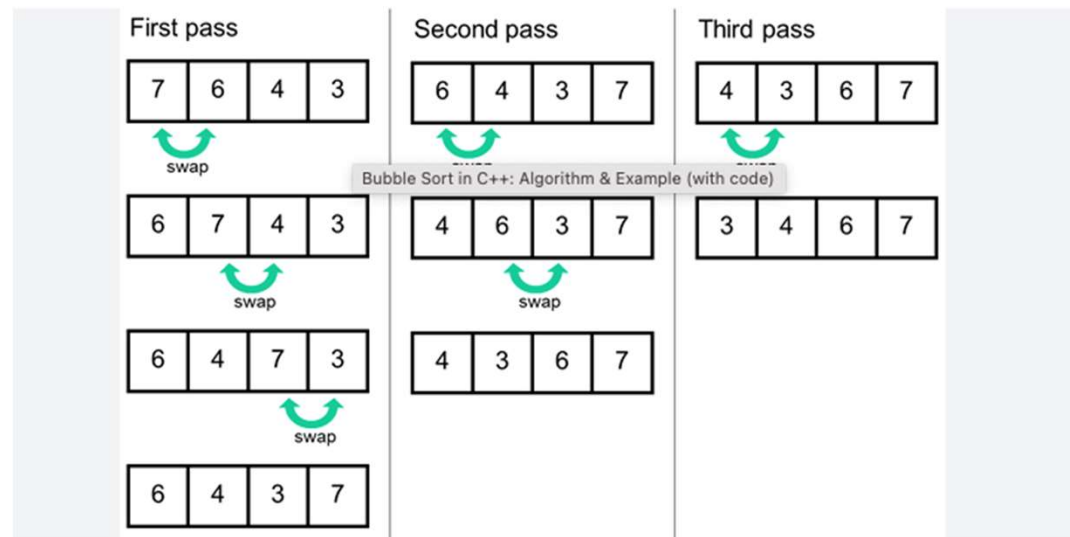 First pass
7 6 4 3
swap
6 7 4 3
swap
6 4 7 3
swap
6 4 3 7
Second pass
6 4 3 7
Bubble Sort in C++: Algorithm & Example (with code)
4 6 3 7
swap
4 3 6 7
Third pass
4 3 6 7
3 4 6 7